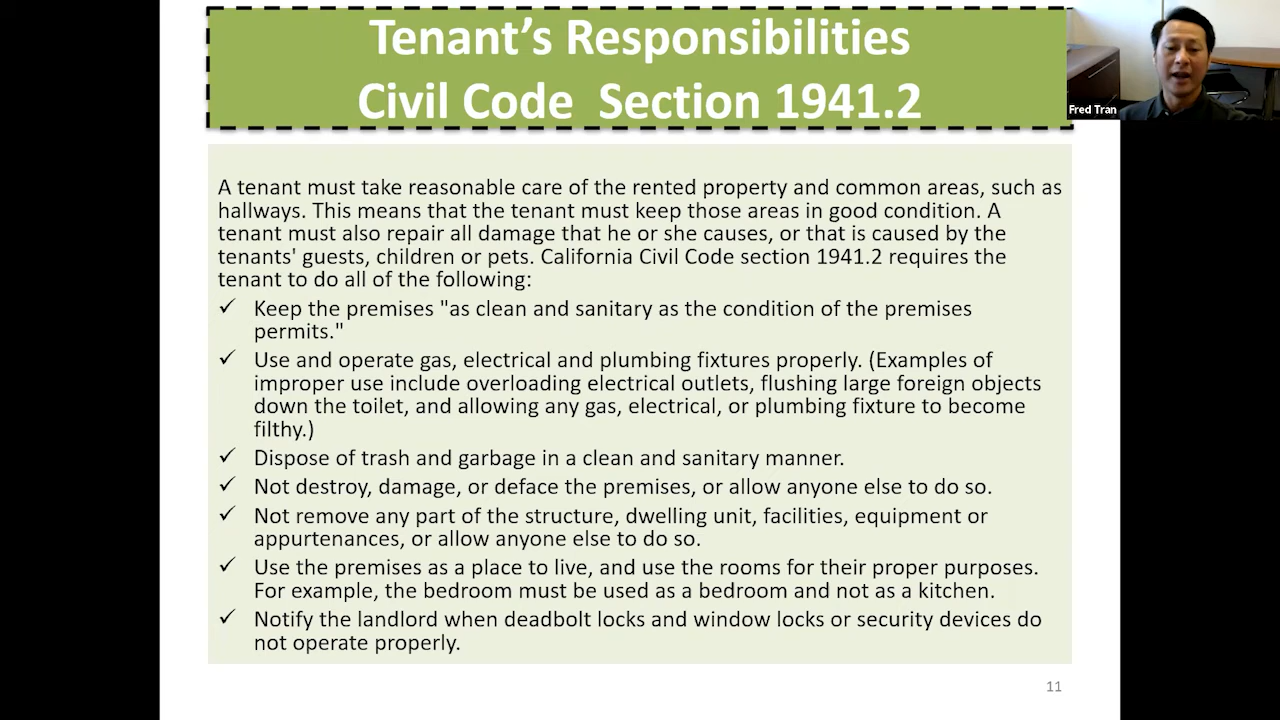 Tenant’s Responsibilities
Civil Code  Section 1941.2
Fred Tran
A tenant must take reasonable care of the rented property and common areas, such as
hallways. This means that the tenant must keep those areas in good condition. A
tenant must also repair all damage that he or she causes, or that is caused by the
tenants' guests, children or pets. California Civil Code section 1941.2 requires the
tenant to do all of the following:
✓ Keep the premises "as clean and sanitary as the condition of the premises
permits."
✓ Use and operate gas, electrical and plumbing fixtures properly. (Examples of
improper use include overloading electrical outlets, flushing large foreign objects
down the toilet, and allowing any gas, electrical, or plumbing fixture to become
filthy.)
✓ Dispose of trash and garbage in a clean and sanitary manner.
✓ Not destroy, damage, or deface the premises, or allow anyone else to do so.
✓ Not remove any part of the structure, dwelling unit, facilities, equipment or
appurtenances, or allow anyone else to do so.
✓ Use the premises as a place to live, and use the rooms for their proper purposes.
For example, the bedroom must be used as a bedroom and not as a kitchen.
✓ Notify the landlord when deadbolt locks and window locks or security devices do
not operate properly.
11